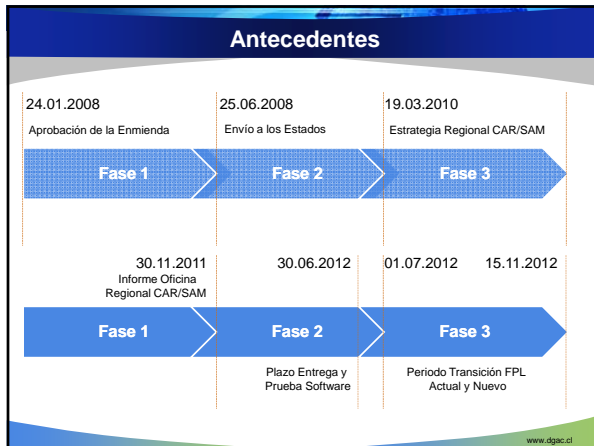 Antecedentes
24.01.2008
25.06.2008
19.03.2010
Aprobación de la Enmienda
Envío a los Estados
Estrategia Regional CAR/SAM
Fase 1
Fase 2
Fase 3
30.11.2011
30.06.2012
01.07.2012
15.11.2012
Informe Oficina
Regional CAR/SAM
Fase 1
Fase 2
Fase 3
Plazo Entrega y
Prueba Software
Periodo Transición FPL
Actual y Nuevo
www.dgac.cl